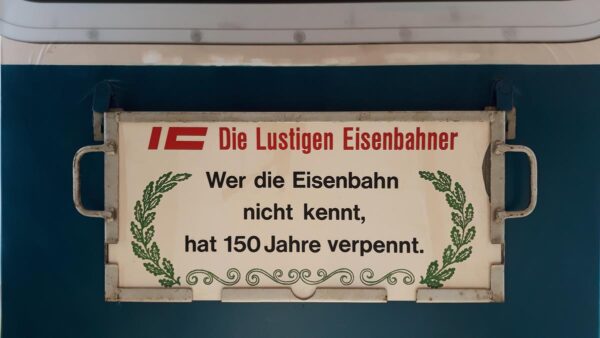 IC Die Lustigen Eisenbahner
Wer die Eisenbahn
nicht kennt,
hat 150 Jahre verpennt.